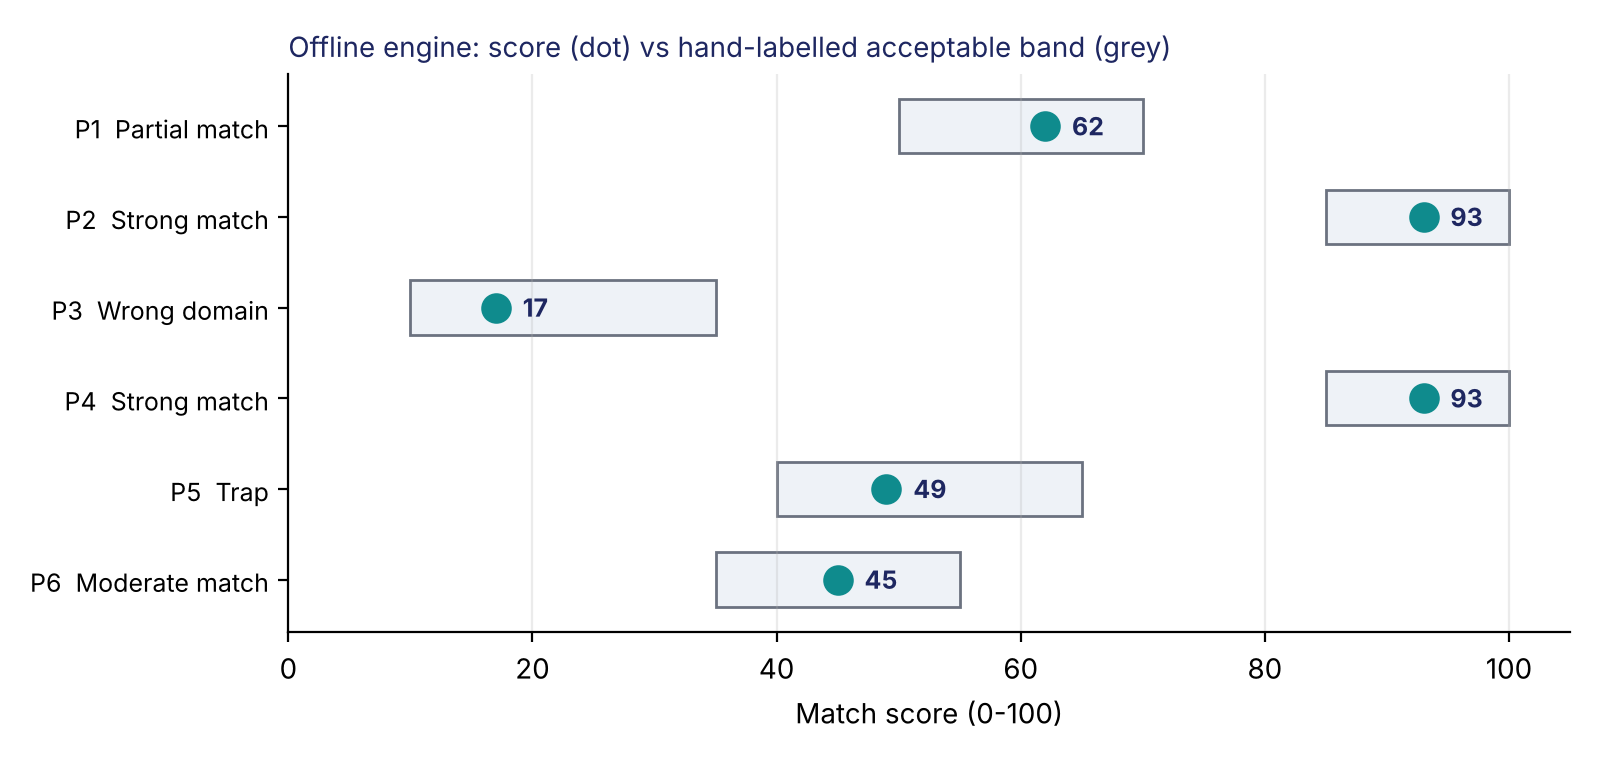 Offline engine: score (dot) vs hand-labelled acceptable band (grey)
P1 Partial match 62
P2 Strong match 93
P3 Wrong domain 17
P4 Strong match 93
P5 Trap 49
P6 Moderate match 45
0 20 40 60 80 100
Match score (0-100)